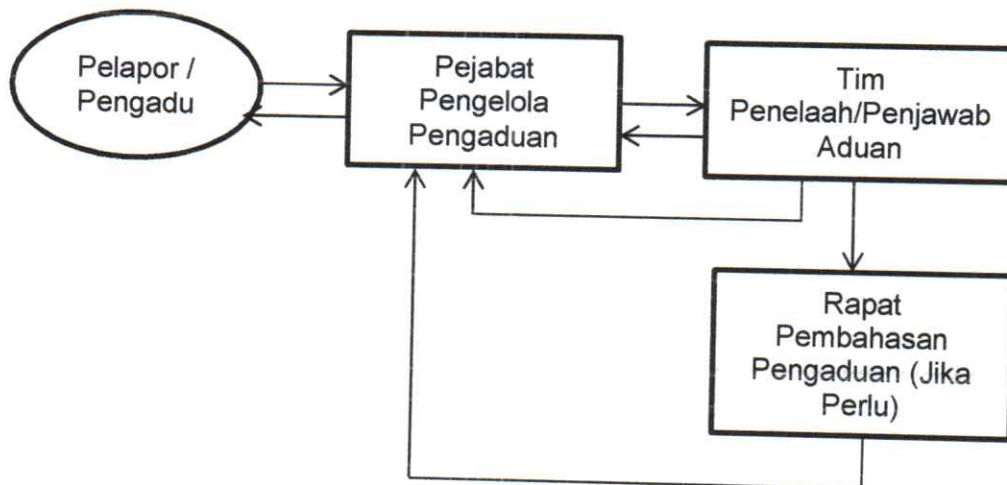 Pelapor /
Pengadu
Pejabat
Pengelola
Pengaduan
Tim
Penelaah/Penjawab
Aduan
Rapat
Pembahasan
Pengaduan (Jika
Perlu)